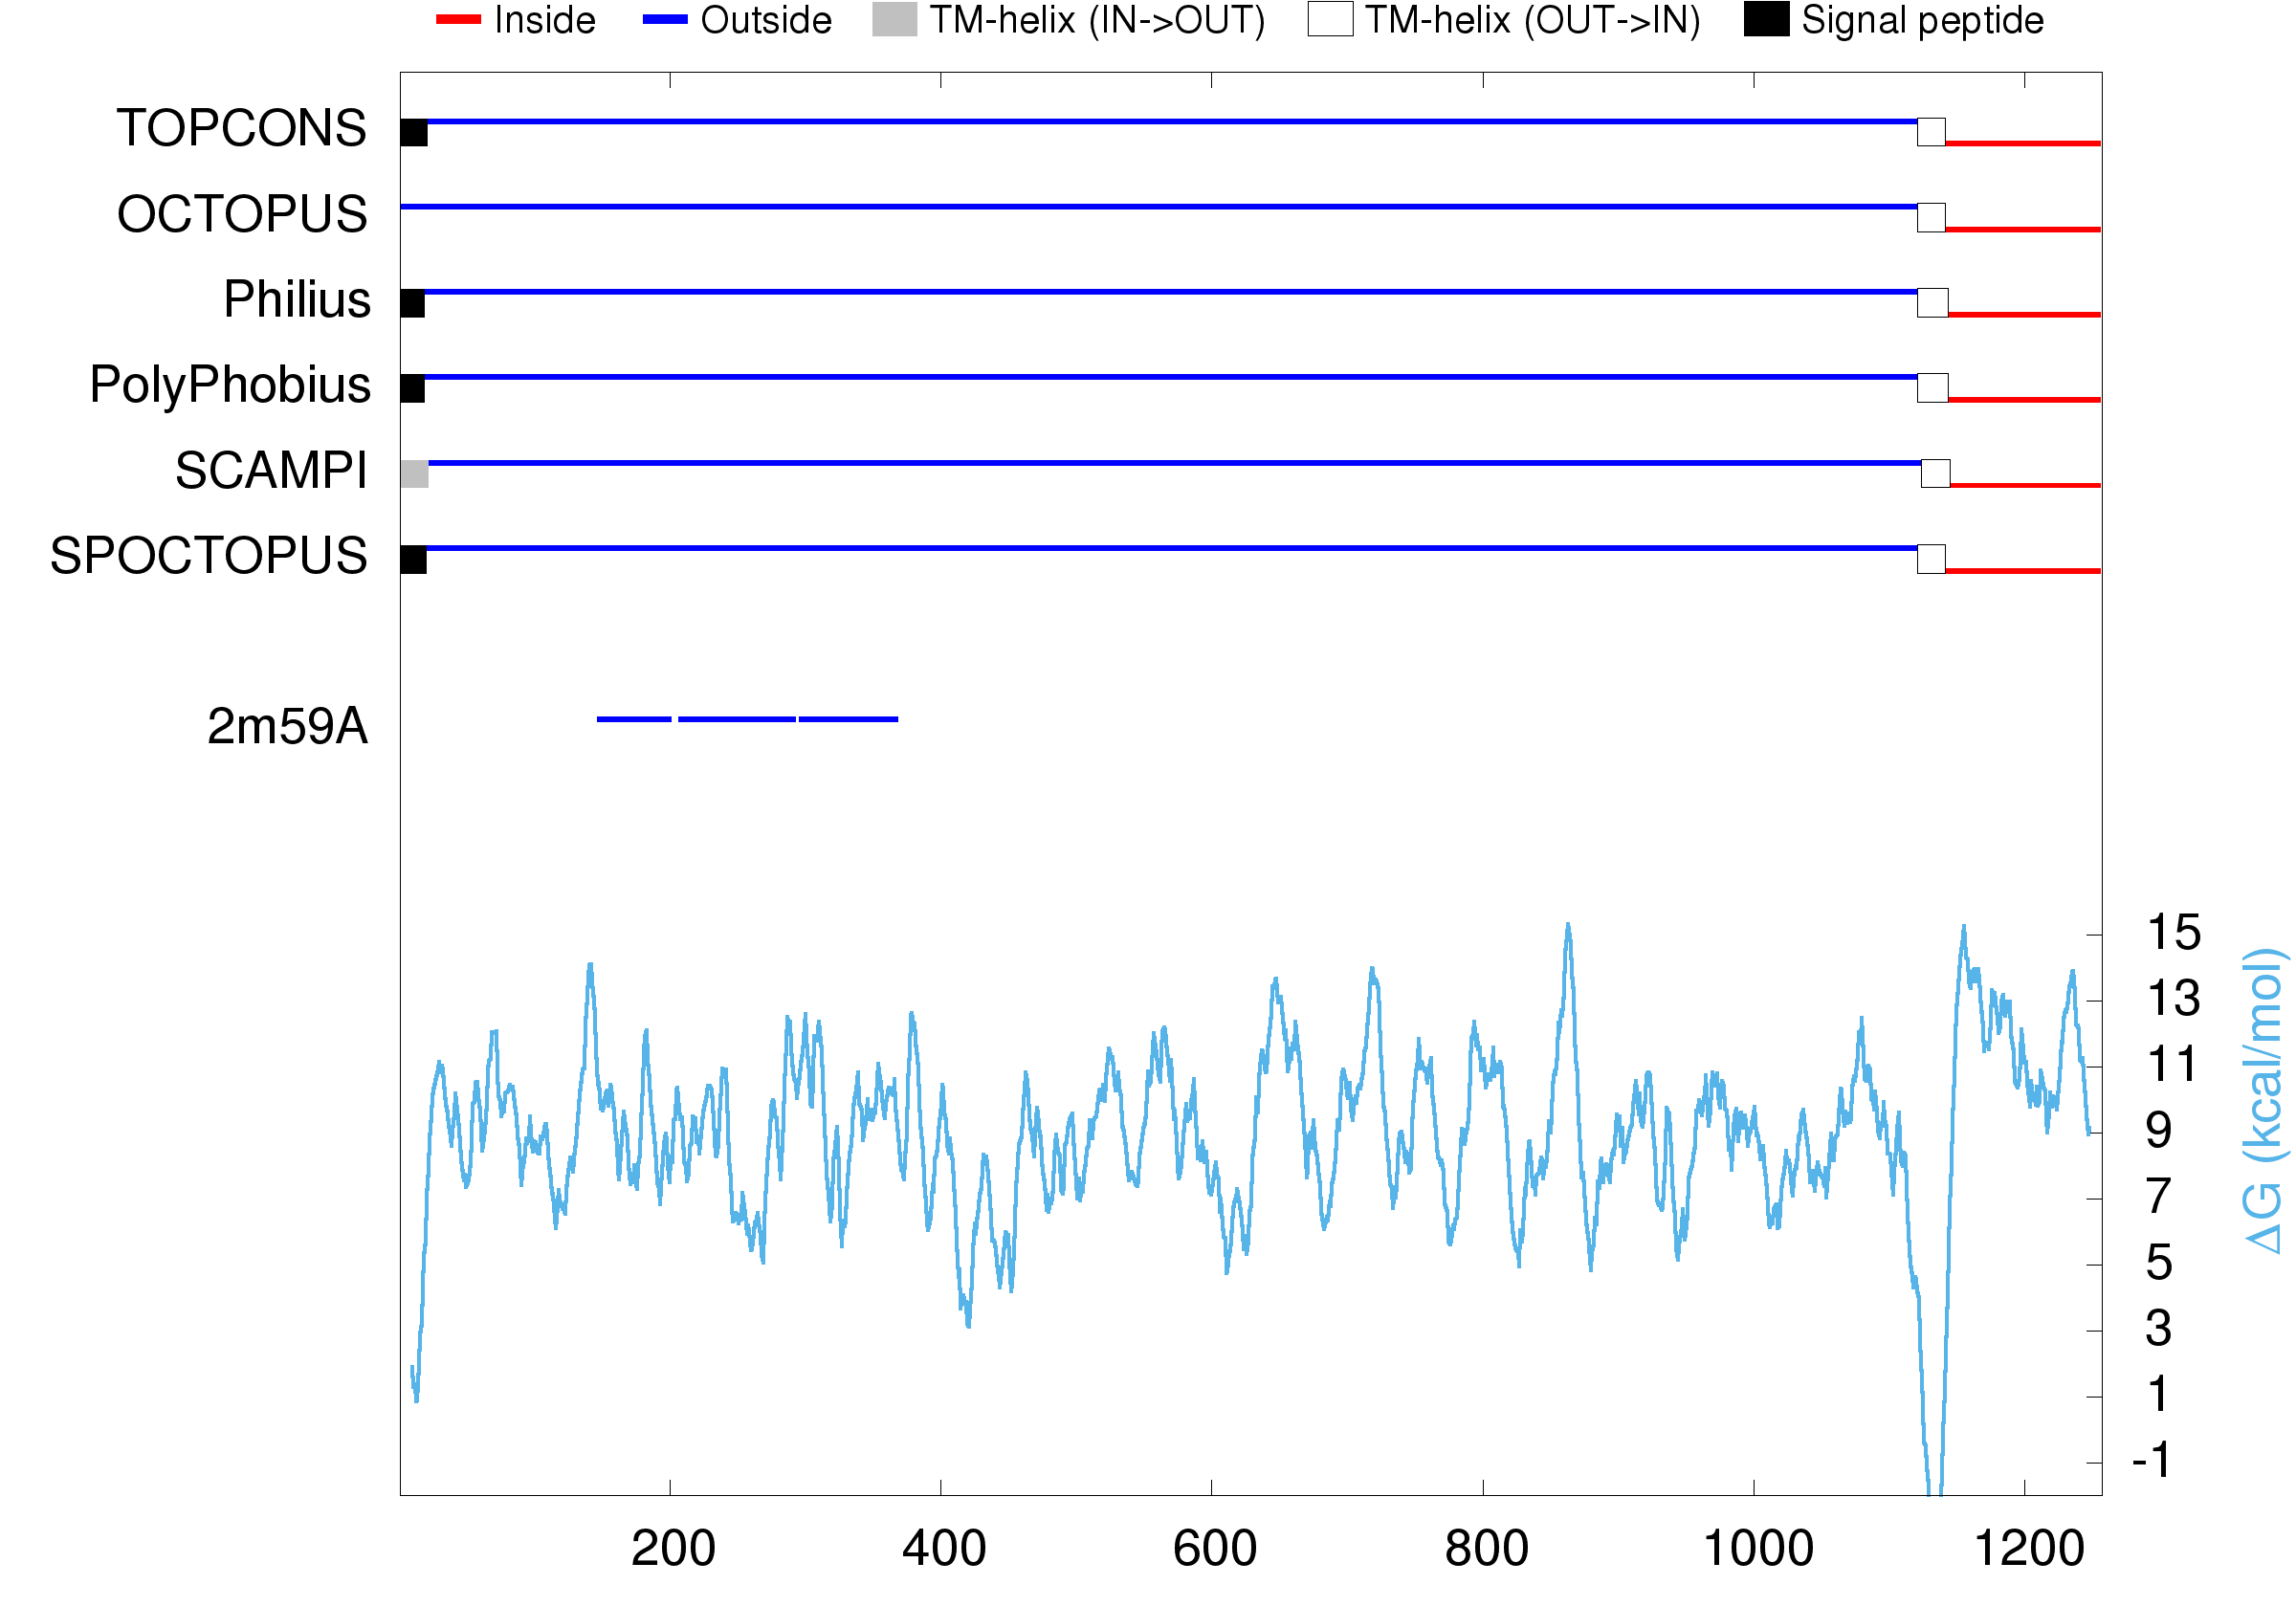 Inside Outside TM-helix (IN->OUT) TM-helix (OUT->IN) Signal peptide
TOPCONS
OCTOPUS
Philius
PolyPhobius
SCAMPI
SPOCTOPUS
2m59A
15
13
11
9
7
5
3
1
-1
ΔG (kcal/mol)
200 400 600 800 1000 1200